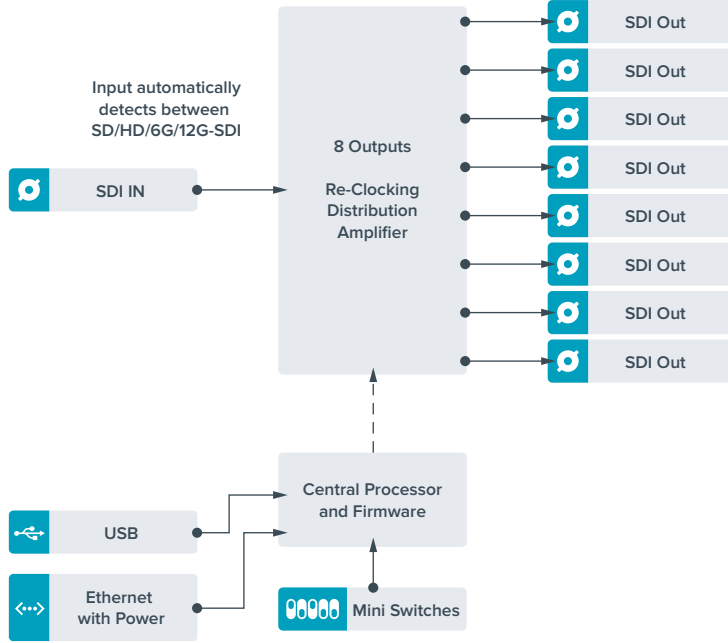 Input automatically
detects between
SD/HD/6G/12G-SDI
SDI IN
8 Outputs
Re-Clocking
Distribution
Amplifier
SDI Out
SDI Out
SDI Out
SDI Out
SDI Out
SDI Out
SDI Out
SDI Out
Central Processor
and Firmware
USB
Ethernet
with Power
Mini Switches